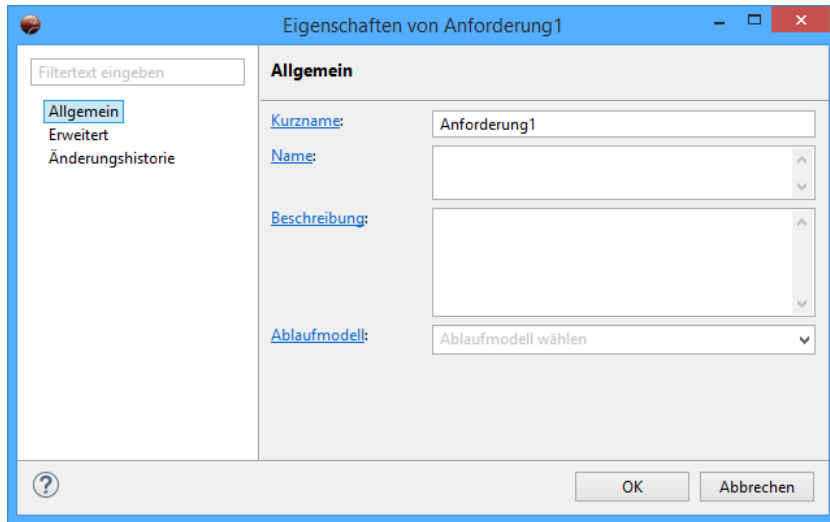 Eigenschaften von Anforderung1
Filtertext eingeben
Allgemein
Erweitert
Änderungshistorie
Allgemein
Kurzname:
Anforderung1
Name:
Beschreibung:
Ablaufmodell:
Ablaufmodell wählen
OK
Abbrechen